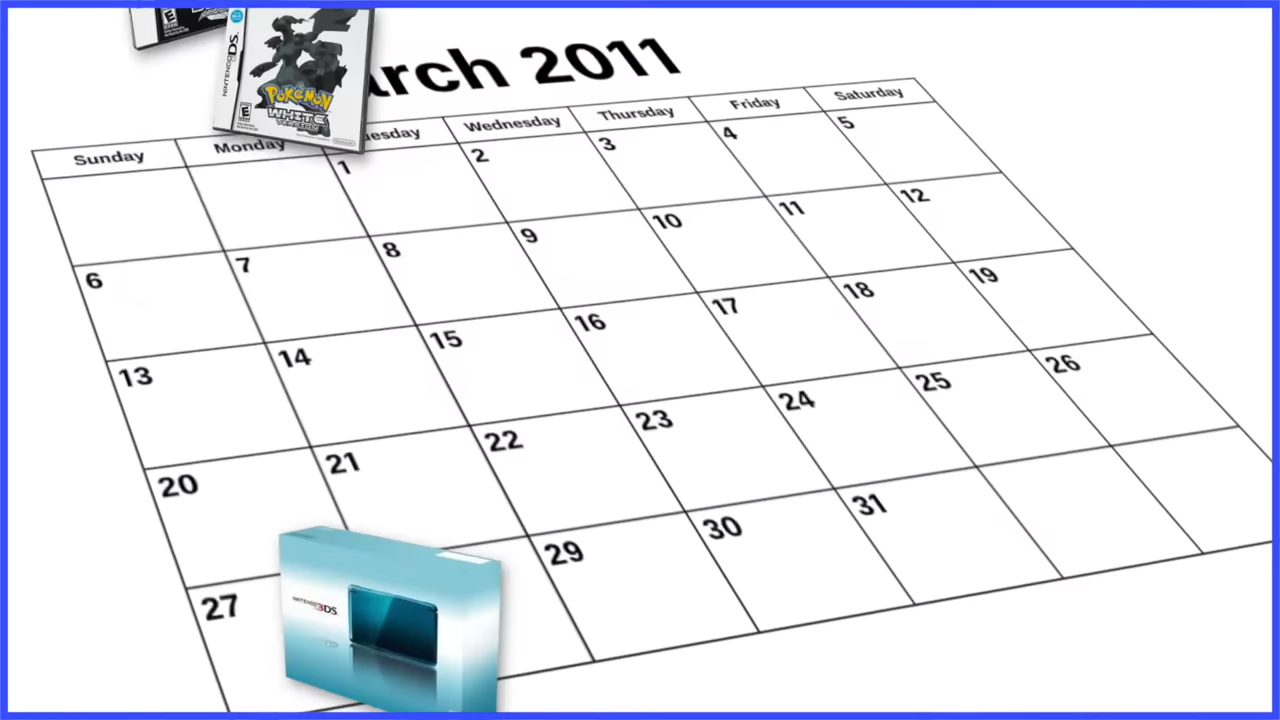 NINTENDO DS
Pokémon
WHITE
VERSION
arch 2011
Sunday Monday uesday Wednesday Thursday Friday Saturday
1 2 3 4 5
6 7 8 9 10 11 12
13 14 15 16 17 18 19
20 21 22 23 24 25 26
27 29 30 31
NINTENDO 3DS